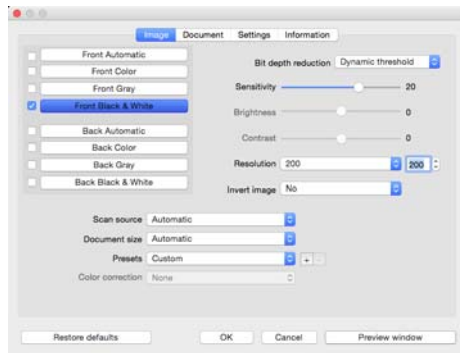 Image Document Settings Information
Front Automatic
Front Color
Front Gray
Front Black & White
Back Automatic
Back Color
Back Gray
Back Black & White
Bit depth reduction Dynamic threshold
Sensitivity 20
Brightness 0
Contrast 0
Resolution 200 200
Invert image No
Scan source Automatic
Document size Automatic
Presets Custom + -
Color correction None
Restore defaults OK Cancel Preview window